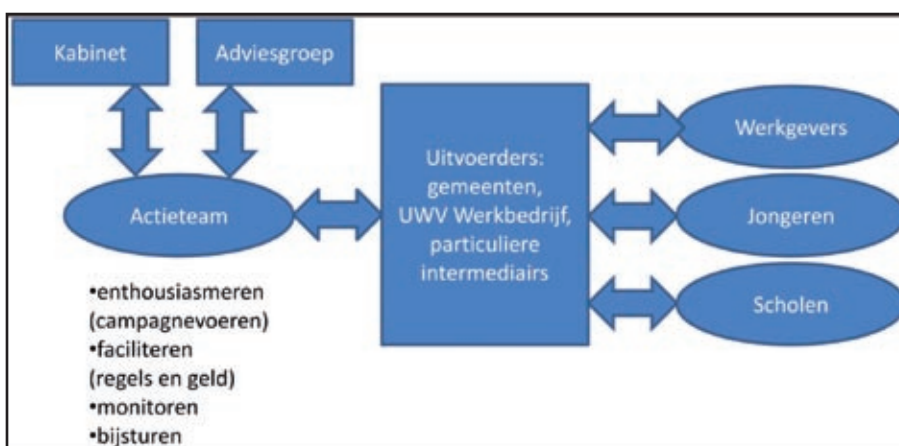 Kabinet
Adviesgroep
Actieteam
•enthousiasmeren
(campagnevoeren)
•faciliteren
(regels en geld)
•monitoren
•bijsturen
Uitvoerders:
gemeenten,
UWV Werkbedrijf,
particuliere
intermediairs
Werkgevers
Jongeren
Scholen